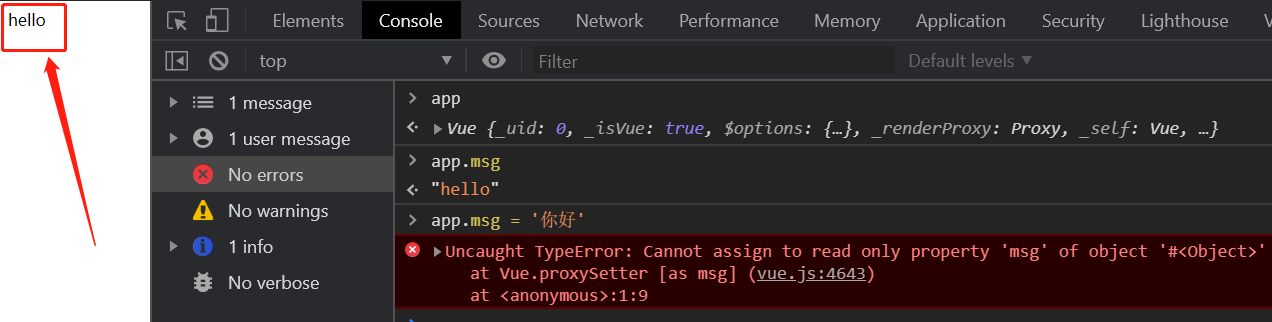 hello
Elements Console Sources Network Performance Memory Application Security Lighthouse
top Filter Default levels
1 message
1 user message
No errors
No warnings
1 info
No verbose
app
Vue {_uid: 0, _isVue: true, $options: {…}, _renderProxy: Proxy, _self: Vue, …}
app.msg
"hello"
app.msg = '你好'
Uncaught TypeError: Cannot assign to read only property 'msg' of object '#<Object>'
at Vue.proxySetter [as msg] (vue.js:4643)
at <anonymous>:1:9